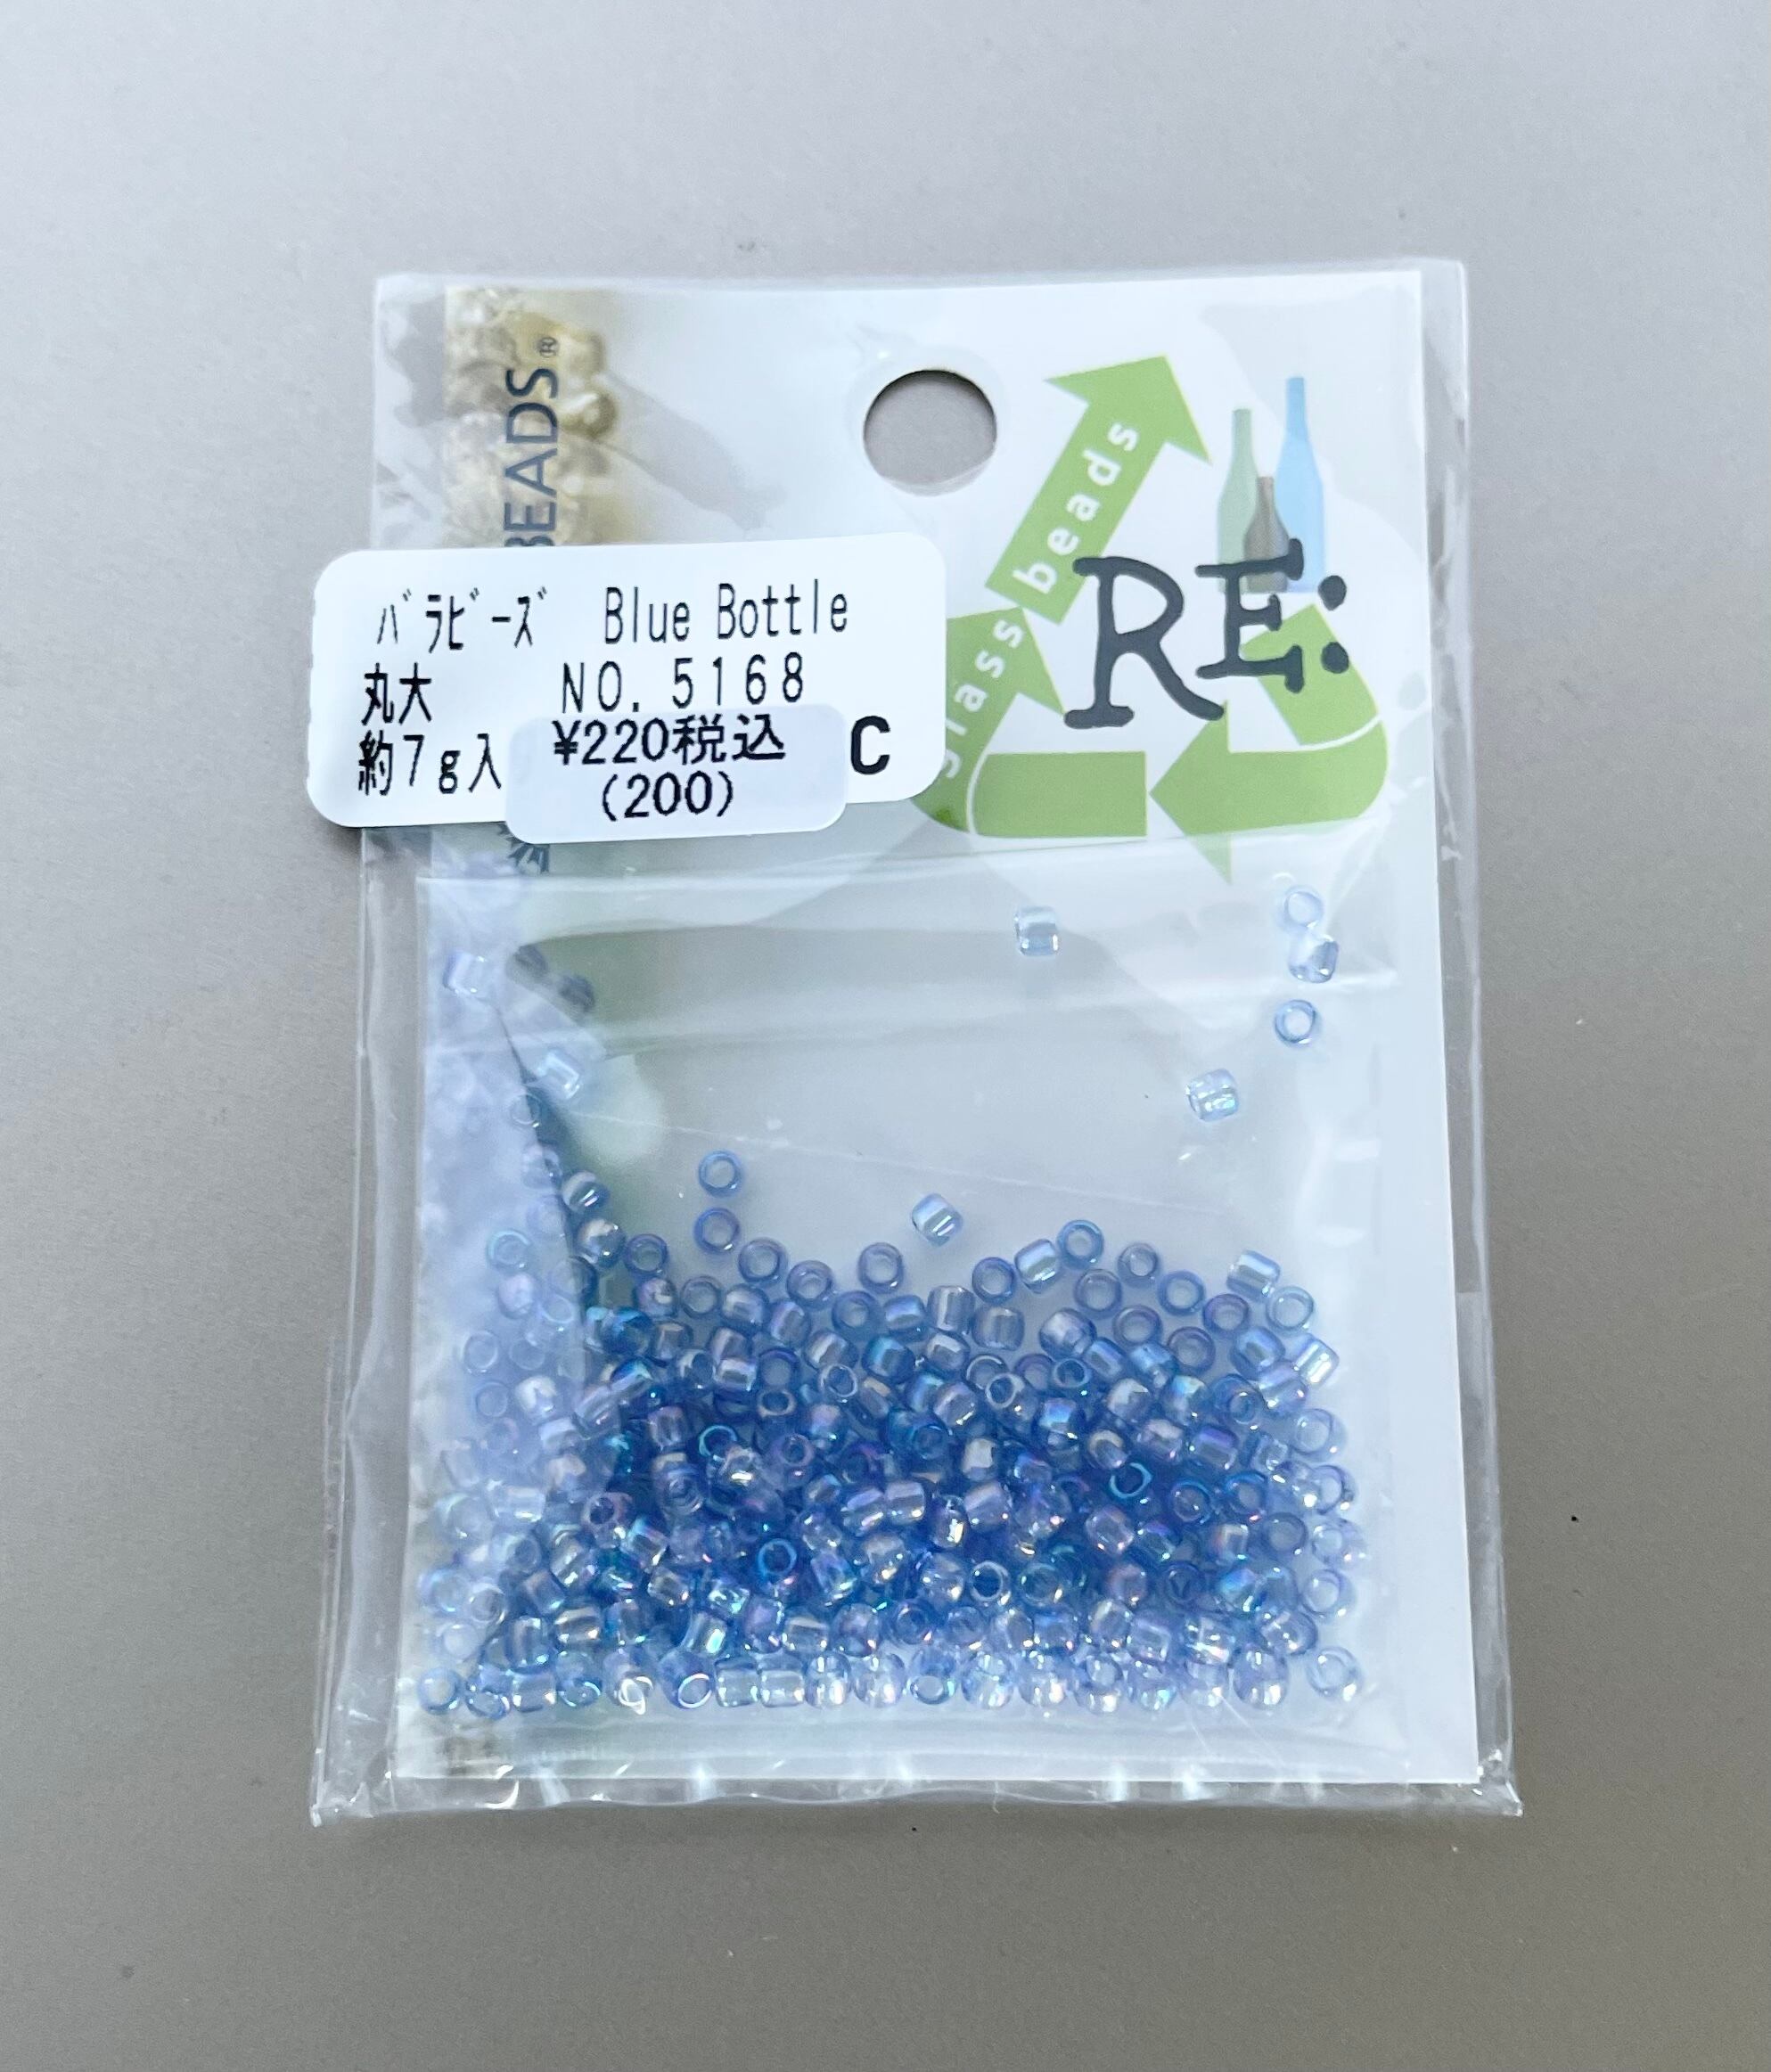 BEADS®
glass beads
RE:
バラビーズ Blue Bottle
丸大 NO. 5168
約7g入
¥220税込 C
(200)